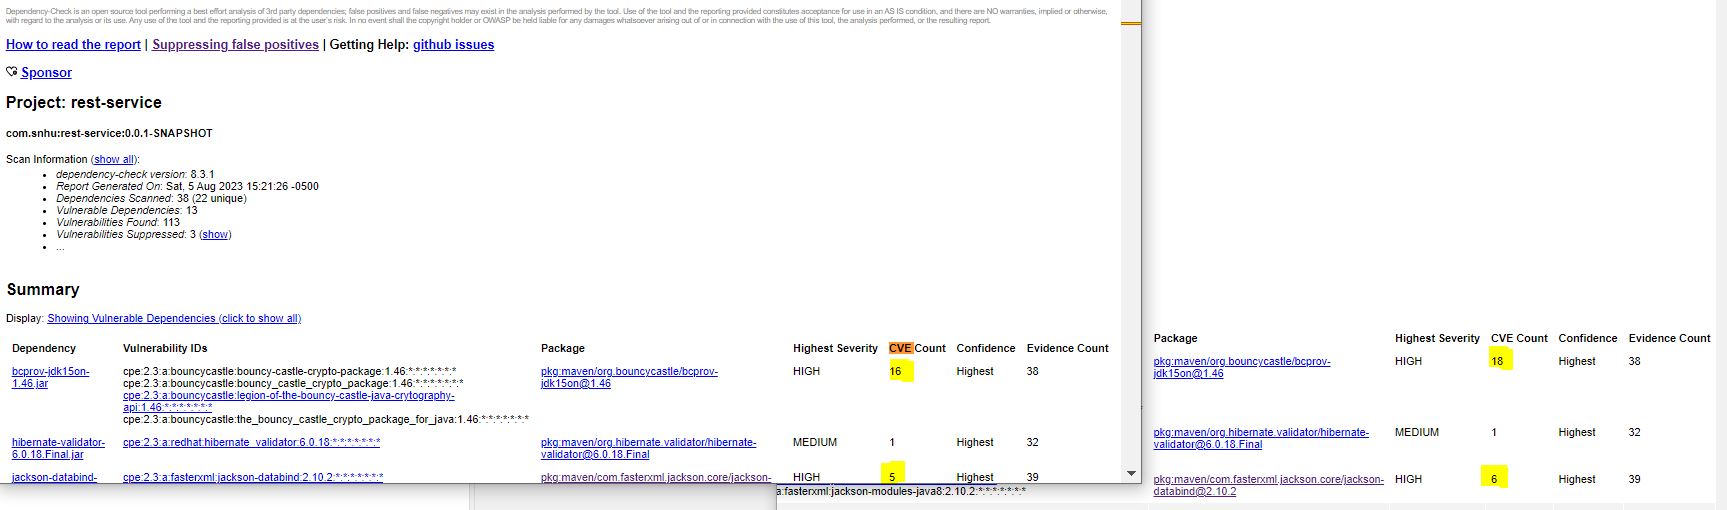 Dependency-Check is an open source tool performing a best effort analysis of 3rd party dependencies; false positives and false negatives may exist in the analysis performed by the tool. Use of the tool and the reporting provided constitutes acceptance for use in an AS IS condition, and there are NO warranties, implied or otherwise,
with regard to the analysis or its use. Any use of the tool and the reporting provided is at the user's risk. In no event shall the copyright holder or OWASP be held liable for any damages whatsoever arising out of or in connection with the use of this tool, the analysis performed, or the resulting report.
How to read the report | Suppressing false positives | Getting Help: github issues
Sponsor
Project: rest-service
com.snhu:rest-service:0.0.1-SNAPSHOT
Scan Information (show all):
• dependency-check version: 8.3.1
• Report Generated On: Sat, 5 Aug 2023 15:21:26 -0500
• Dependencies Scanned: 38 (22 unique)
• Vulnerable Dependencies: 13
• Vulnerabilities Found: 113
• Vulnerabilities Suppressed: 3 (show)
• ...
Summary
Display: Showing Vulnerable Dependencies (click to show all)
Dependency Vulnerability IDs Package Highest Severity CVE Count Confidence Evidence Count
bcprov-jdk15on-1.46.jar
cpe:2.3:a:bouncycastle:bouncy-castle-crypto-package:1.46:*:*:*:*:*:*:*
cpe:2.3:a:bouncycastle:bouncy_castle_crypto_package:1.46:*:*:*:*:*:*:*
cpe:2.3:a:bouncycastle:legion-of-the-bouncy-castle-java-crytography-
api:1.46:*:*:*:*:*:*:*
cpe:2.3:a:bouncycastle:the_bouncy_castle_crypto_package_for_java:1.46:*:*:*:*:*:*:*
pkg:maven/org.bouncycastle/bcprov-
jdk15on@1.46
HIGH 16 Highest 38
hibernate-validator-
6.0.18.Final.jar
cpe:2.3:a:redhat:hibernate_validator:6.0.18:*:*:*:*:*:*:*
pkg:maven/org.hibernate.validator/hibernate-
validator@6.0.18.Final
MEDIUM 1 Highest 32
jackson-databind-
cpe:2.3:a:fasterxml:jackson-databind:2.10.2:*:*:*:*:*:*:*
pkg:maven/com.fasterxml.jackson.core/jackson-
HIGH 5 Highest 39
a:fasterxml:jackson-modules-java8:2.10.2:*:*:*:*:*:*:*
Package Highest Severity CVE Count Confidence Evidence Count
pkg:maven/org.bouncycastle/bcprov-
jdk15on@1.46
HIGH 18 Highest 38
pkg:maven/org.hibernate.validator/hibernate-
validator@6.0.18.Final
MEDIUM 1 Highest 32
pkg:maven/com.fasterxml.jackson.core/jackson-
databind@2.10.2
HIGH 6 Highest 39